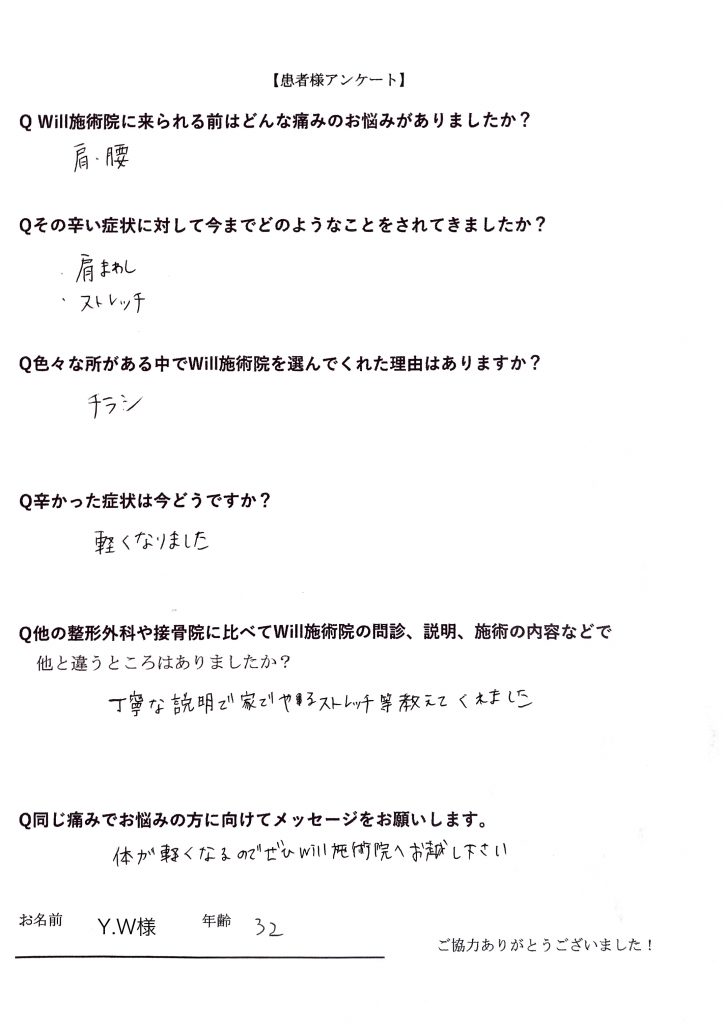 【患者様アンケート】
Q Will施術院に来られる前はどんな痛みのお悩みがありましたか？
肩・腰
Qその辛い症状に対して今までどのようなことをされてきましたか？
・肩まわし
・ストレッチ
Q色々な所がある中でWill施術院を選んでくれた理由はありますか？
チラシ
Q辛かった症状は今どうですか？
軽くなりました
Q他の整形外科や接骨院に比べてWill施術院の問診、説明、施術の内容などで
他と違うところはありましたか？
丁寧な説明で家でやるストレッチ等教えてくれました
Q同じ痛みでお悩みの方に向けてメッセージをお願いします。
体が軽くなるのでぜひWill施術院へお越し下さい
お名前 Y.W様 年齢 32
ご協力ありがとうございました！